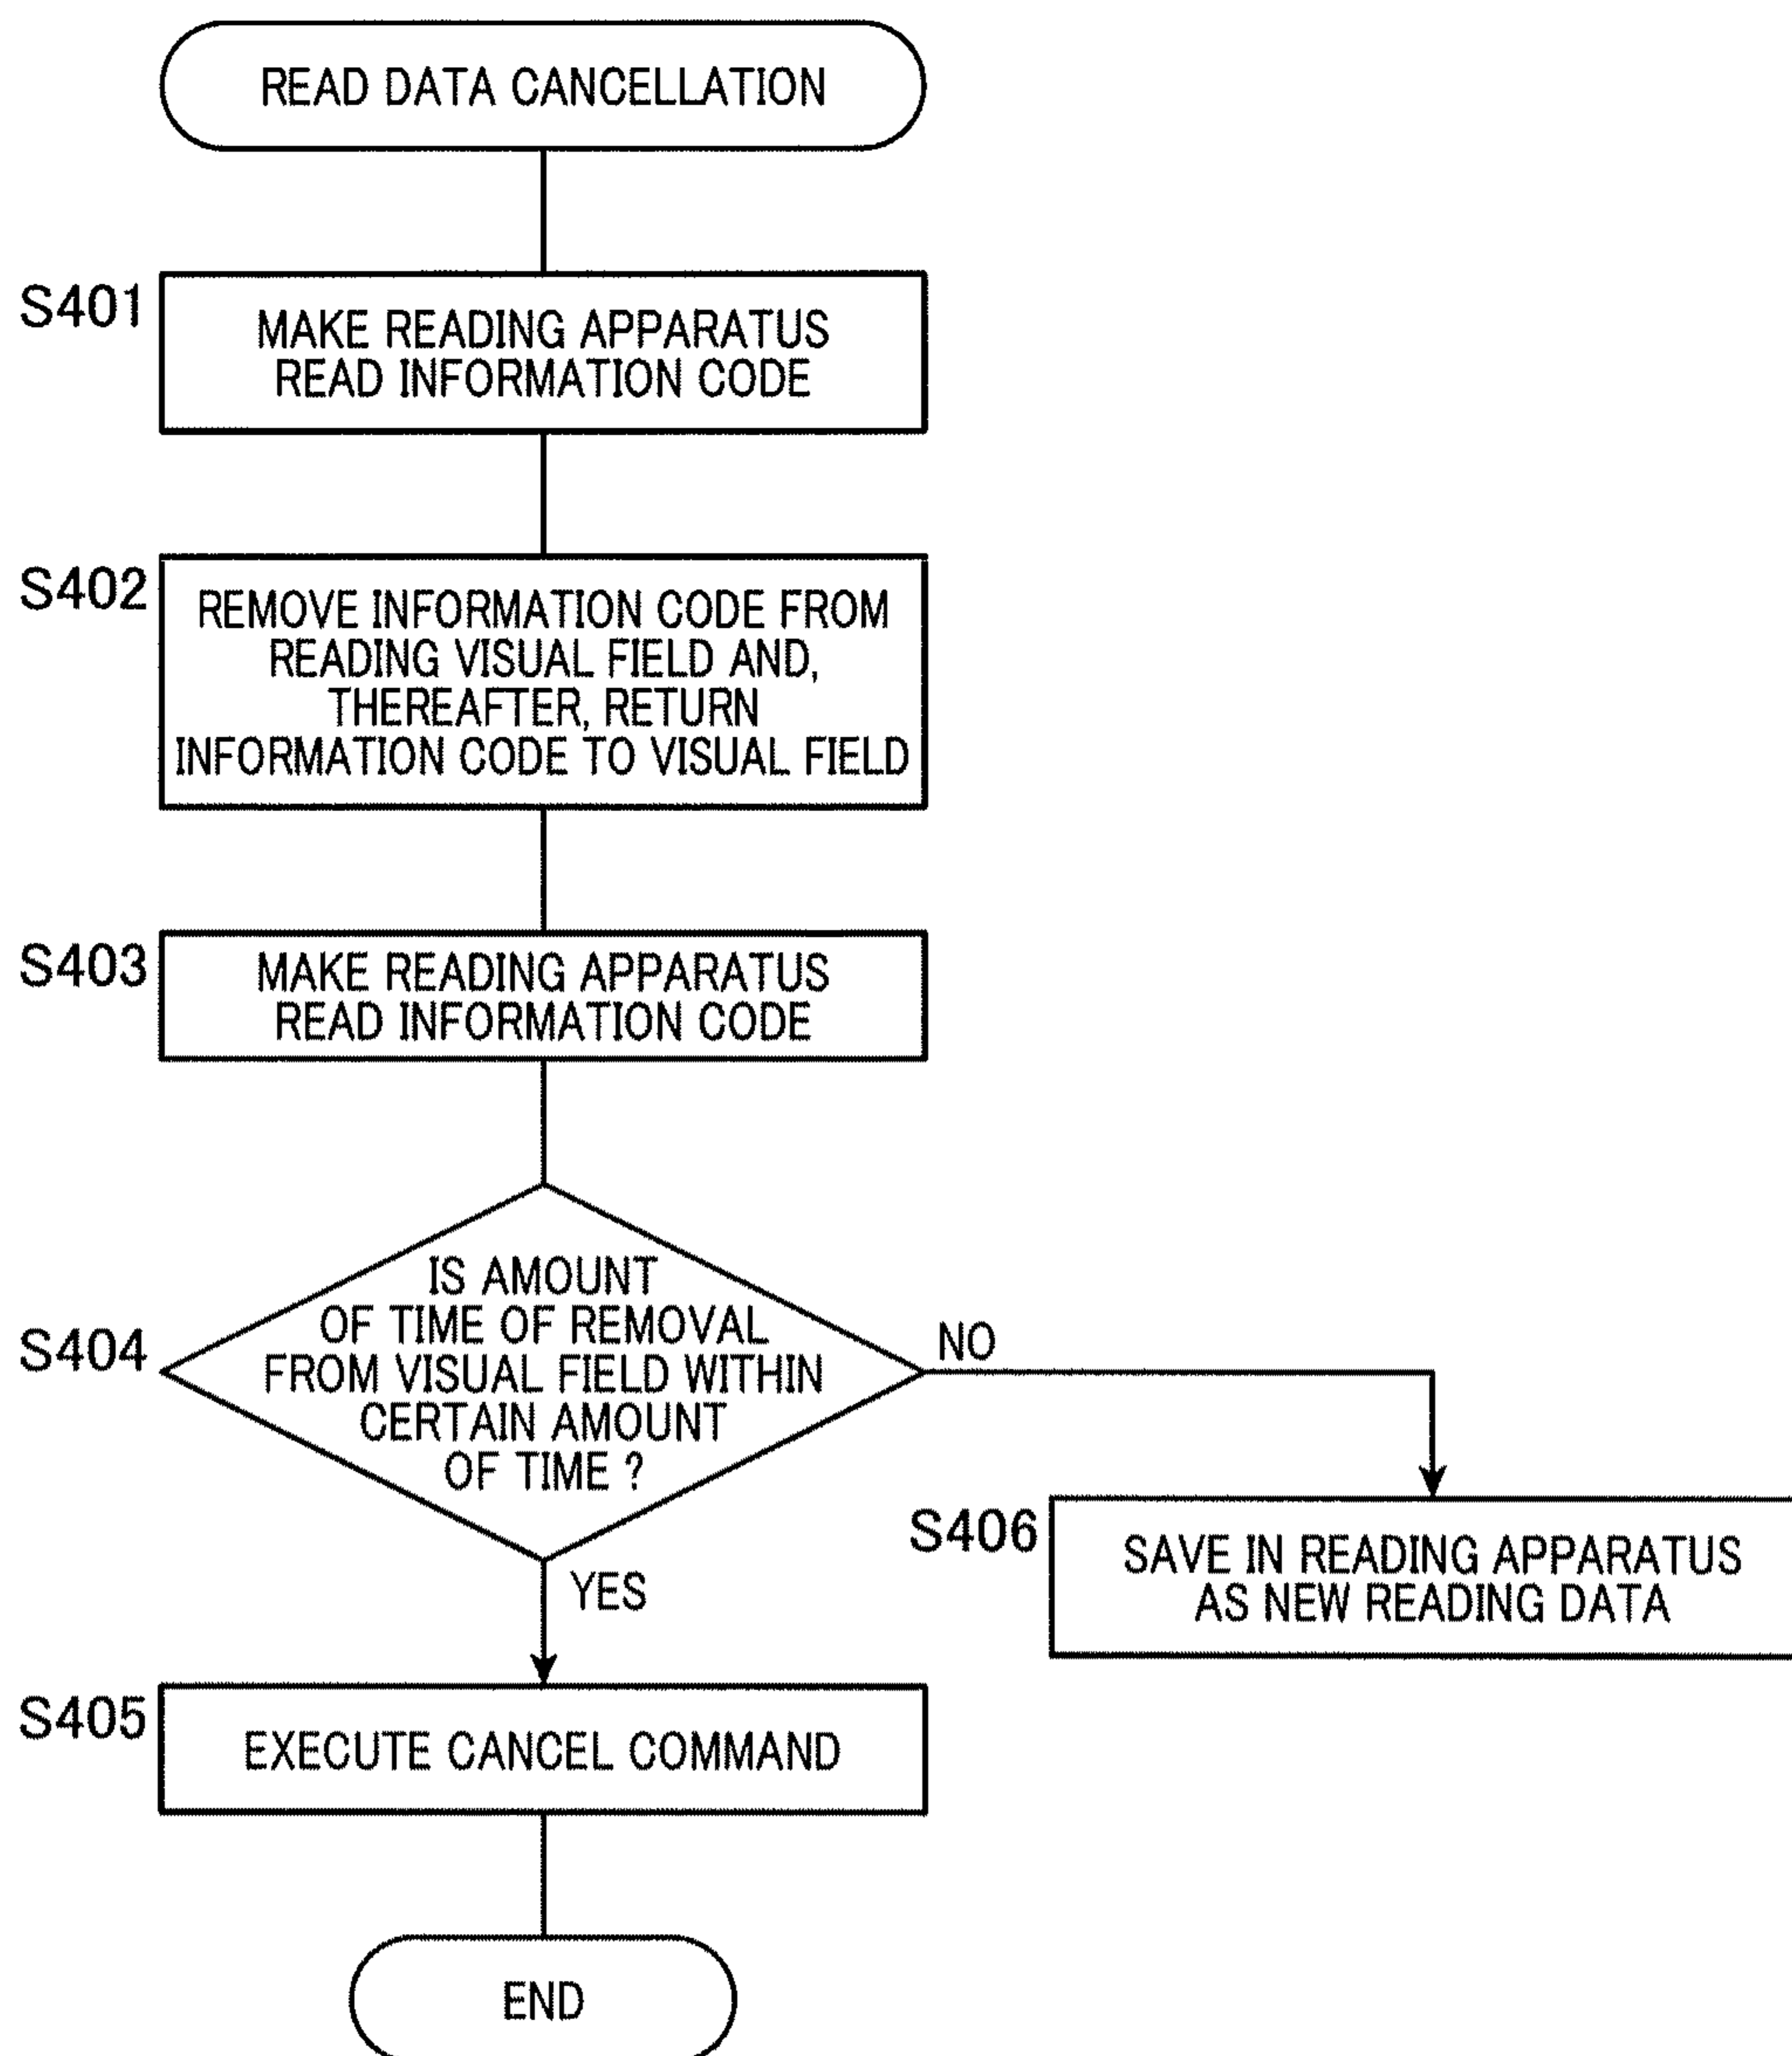 READ DATA CANCELLATION
S401
MAKE READING APPARATUS
READ INFORMATION CODE
S402
REMOVE INFORMATION CODE FROM
READING VISUAL FIELD AND,
THEREAFTER, RETURN
INFORMATION CODE TO VISUAL FIELD
S403
MAKE READING APPARATUS
READ INFORMATION CODE
S404
IS AMOUNT
OF TIME OF REMOVAL
FROM VISUAL FIELD WITHIN
CERTAIN AMOUNT
OF TIME ?
NO
YES
S406
SAVE IN READING APPARATUS
AS NEW READING DATA
S405
EXECUTE CANCEL COMMAND
END